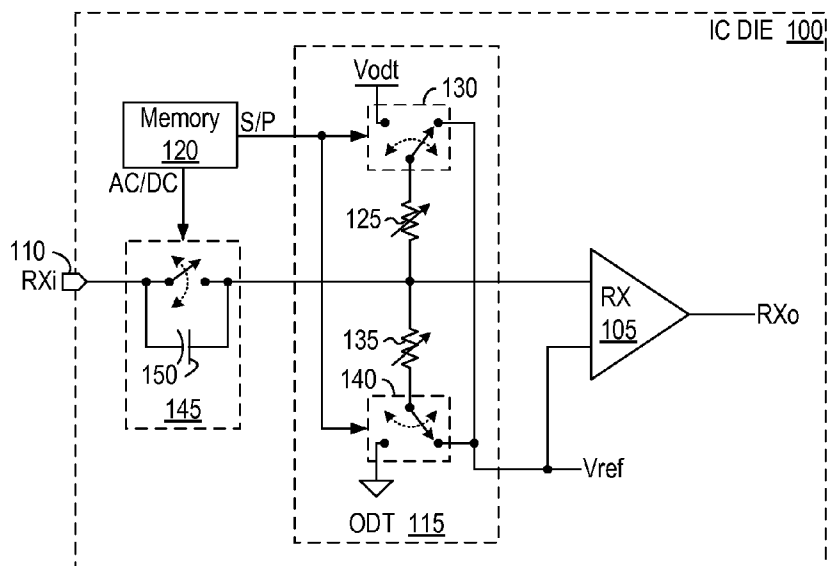 IC DIE 100
Vodt
130
Memory
120
S/P
AC/DC
125
110
RXi
RX
105
RXo
135
150
140
145
Vref
ODT 115